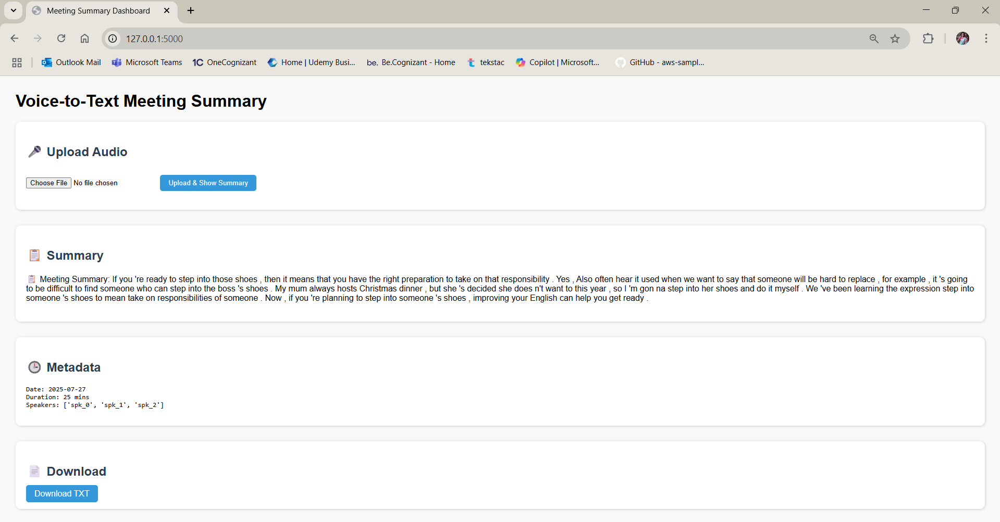 Meeting Summary Dashboard
127.0.0.1:5000
Outlook Mail Microsoft Teams 1C OneCognizant Home | Udemy Busi... be. Be.Cognizant - Home tekstac Copilot | Microsoft... GitHub - aws-sampl...
Voice-to-Text Meeting Summary
Upload Audio
Choose File No file chosen Upload & Show Summary
Summary
Meeting Summary: If you 're ready to step into those shoes , then it means that you have the right preparation to take on that responsibility . Yes , Also often hear it used when we want to say that someone will be hard to replace , for example , it 's going
to be difficult to find someone who can step into the boss 's shoes . My mum always hosts Christmas dinner , but she 's decided she does n't want to this year , so I 'm gon na step into her shoes and do it myself . We 've been learning the expression step into
someone 's shoes to mean take on responsibilities of someone . Now , if you 're planning to step into someone 's shoes , improving your English can help you get ready .
Metadata
Date: 2025-07-27
Duration: 25 mins
Speakers: ['spk_0', 'spk_1', 'spk_2']
Download
Download TXT